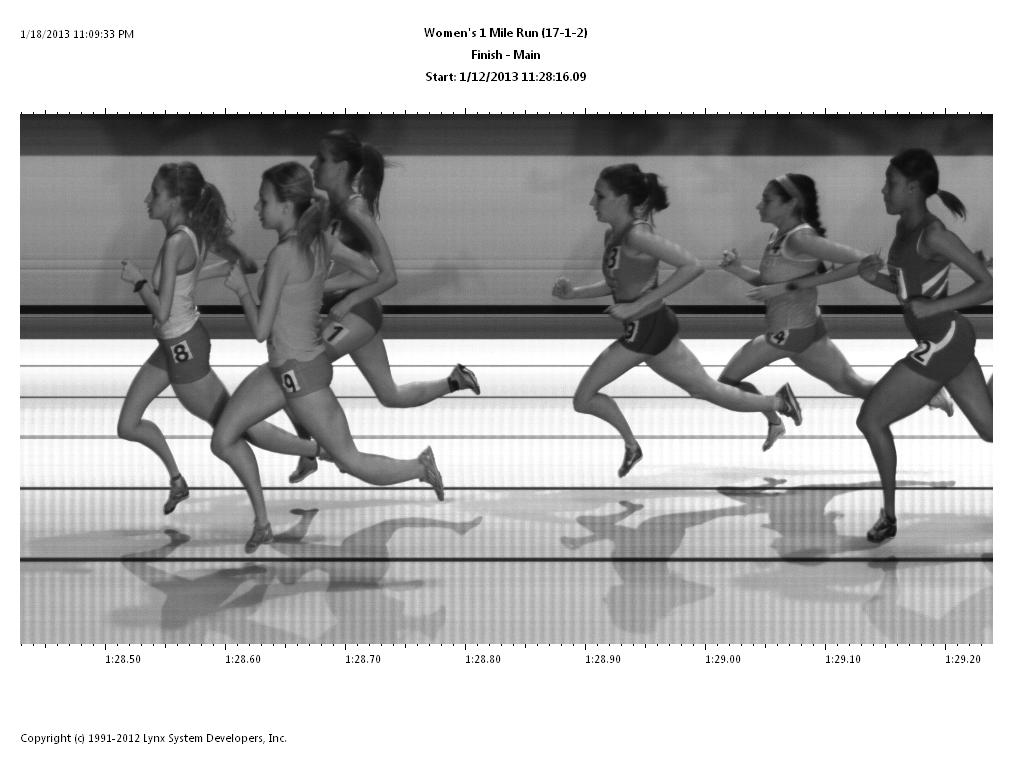 1/18/2013 11:09:33 PM
Women's 1 Mile Run (17-1-2)
Finish - Main
Start: 1/12/2013 11:28:16.09
1
3
8
1
9
9
4
2
1:28.50 1:28.60 1:28.70 1:28.80 1:28.90 1:29.00 1:29.10 1:29.20
Copyright (c) 1991-2012 Lynx System Developers, Inc.